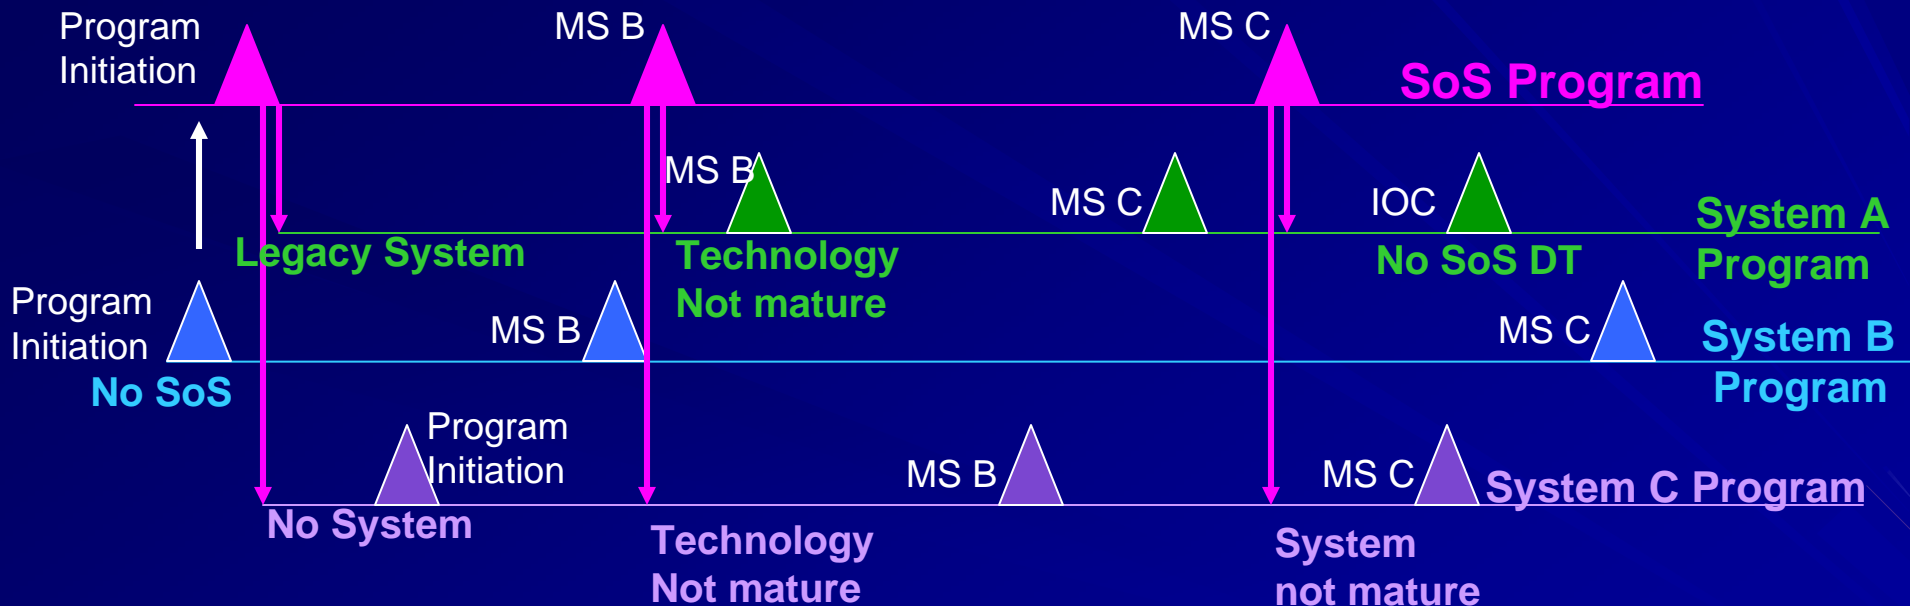 Program
Initiation
MS B
MS C
SoS Program
MS B
MS C
IOC
System A
Program
Legacy System
Technology
Not mature
No SoS DT
Program
Initiation
MS B
MS C
System B
Program
No SoS
Program
Initiation
MS B
MS C
System C Program
No System
Technology
Not mature
System
not mature